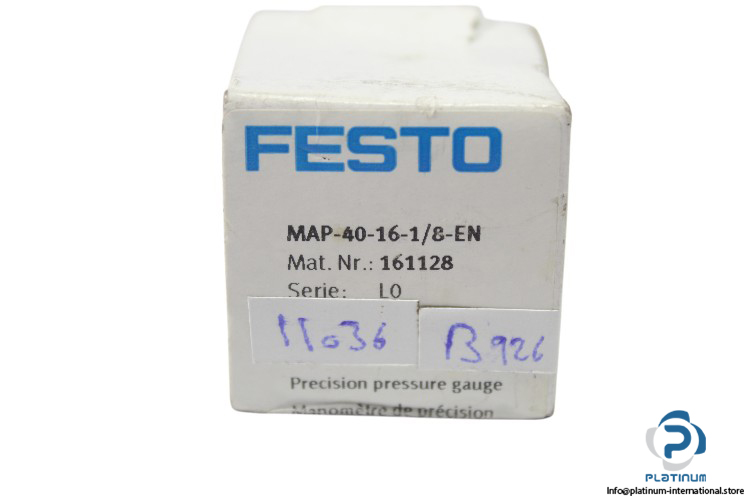 FESTO
MAP-40-16-1/8-EN
Mat. Nr.: 161128
Serie: L0
11036 B926
Precision pressure gauge
Manomètre de précision
PLATINUM
Info@platinum-international.store